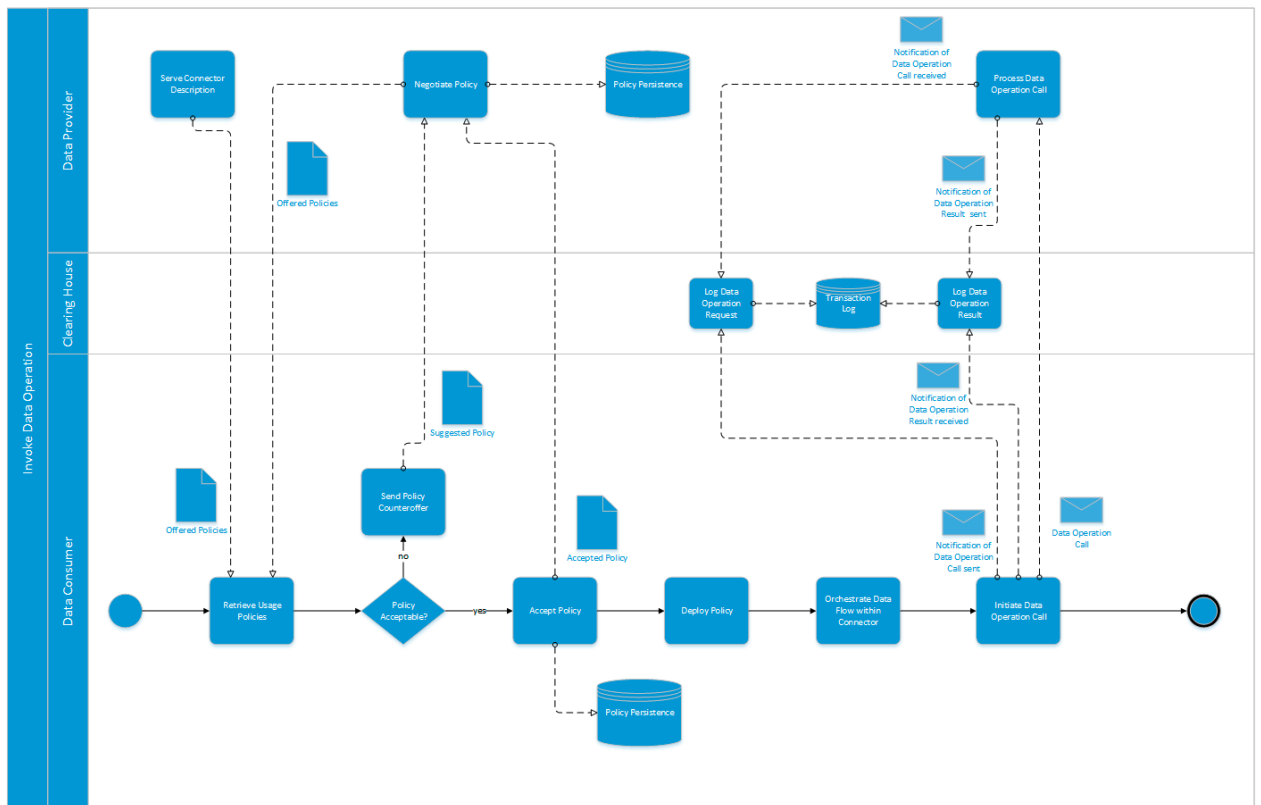 Invoke Data Operation
Data Provider
Serve Connector
Description
Negotiate Policy
Policy Persistence
Notification of
Data Operation
Call received
Process Data
Operation Call
Offered Policies
Notification of
Data Operation
Result sent
Clearing House
Log Data
Operation
Request
Transaction
Log
Log Data
Operation
Result
Data Consumer
Notification of
Data Operation
Result received
Suggested Policy
Offered Policies
Send Policy
Counteroffer
no
Accepted Policy
Notification of
Data Operation
Call sent
Data Operation
Call
Retrieve Usage
Policies
Policy
Acceptable?
yes
Accept Policy
Deploy Policy
Orchestrate Data
Flow within
Connector
Initiate Data
Operation Call
Policy Persistence